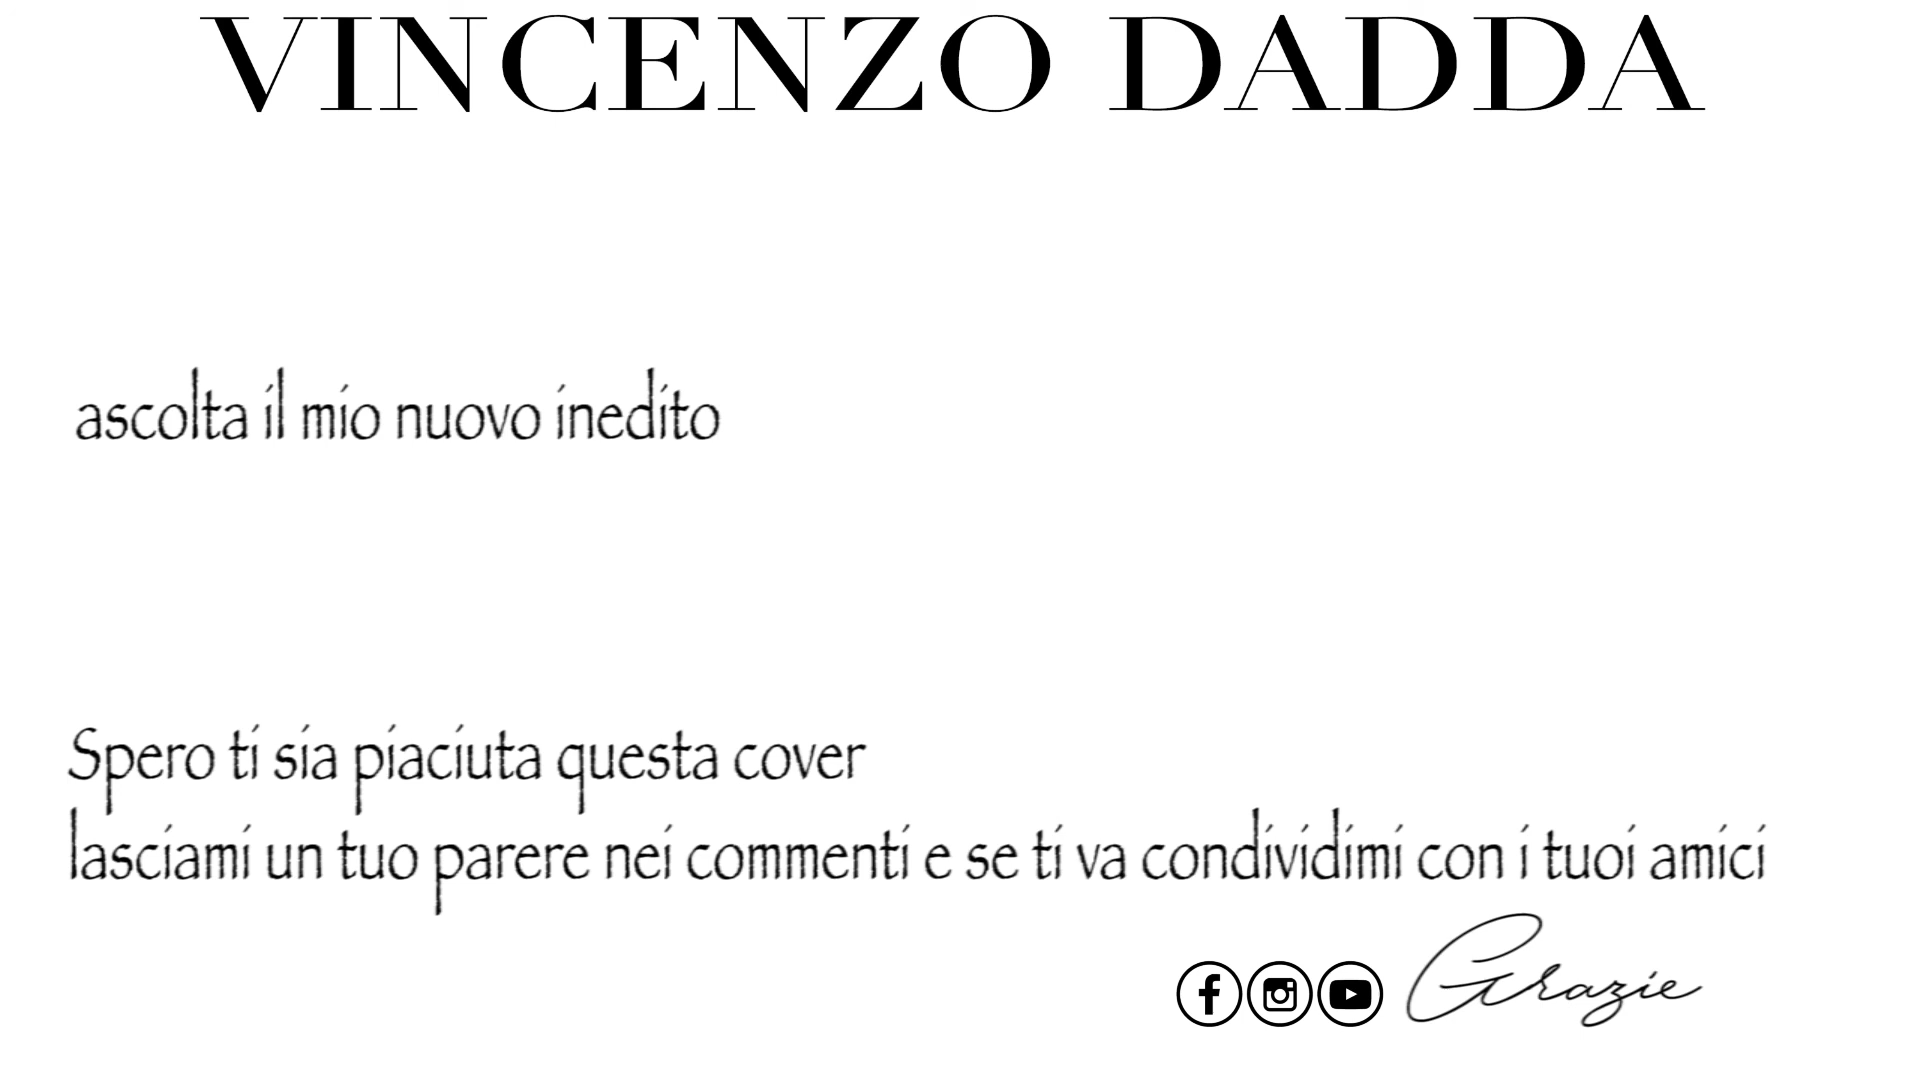 VINCENZO DADDA
ascolta il mio nuovo inedito
Spero ti sia piaciuta questa cover
lasciami un tuo parere nei commenti e se ti va condividimi con i tuoi amici
Grazie